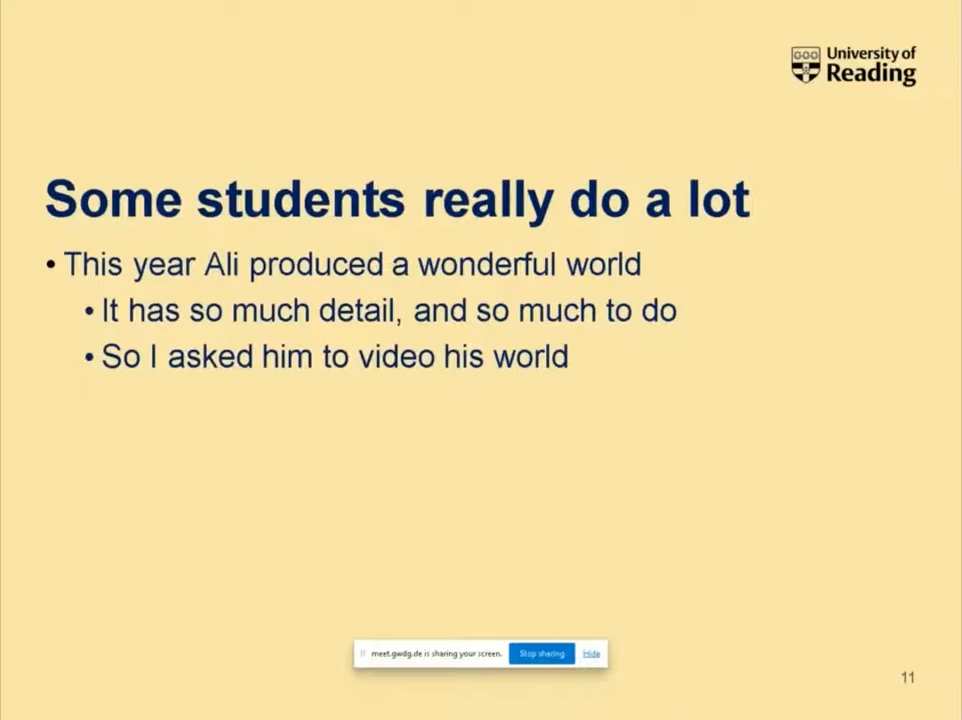 University of
Reading
Some students really do a lot
• This year Ali produced a wonderful world
• It has so much detail, and so much to do
• So I asked him to video his world
meet.gwdg.de is sharing your screen. Stop sharing Hide
11